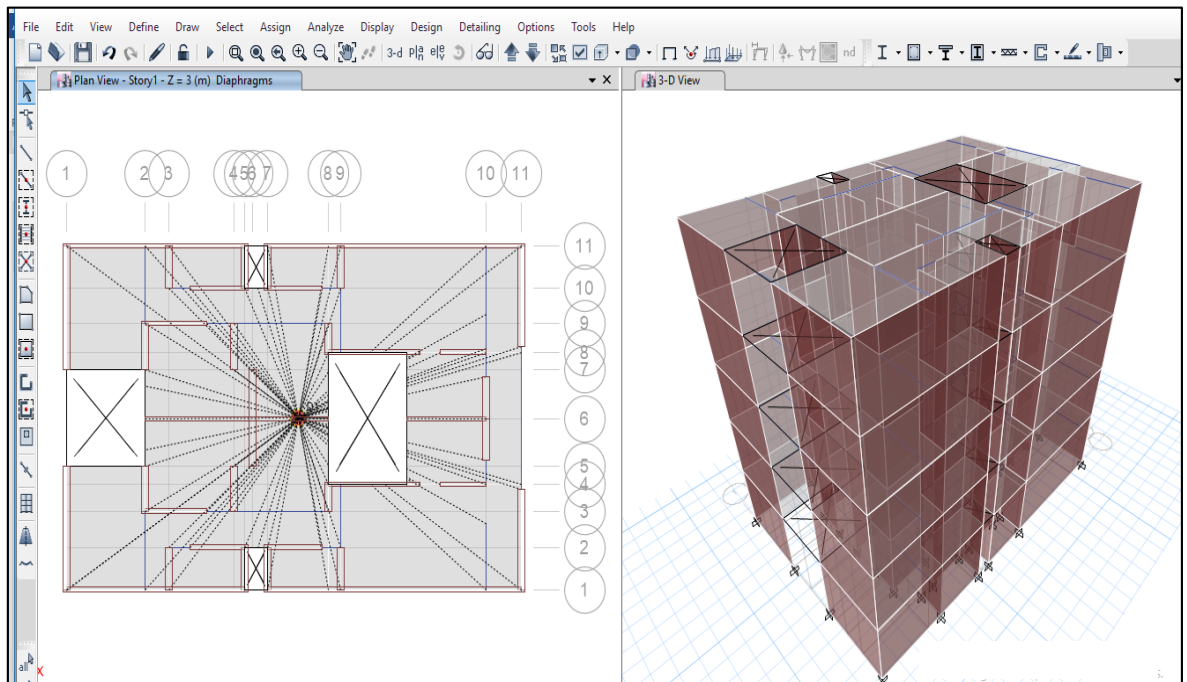 File Edit View Define Draw Select Assign Analyze Display Design Detailing Options Tools Help
3-d pla ele nd
Plan View - Story1 - Z = 3 (m) Diaphragms
3-D View
1 2 3 4 5 6 7 8 9 10 11
11
10
9
8
7
6
5
4
3
2
1
all
X